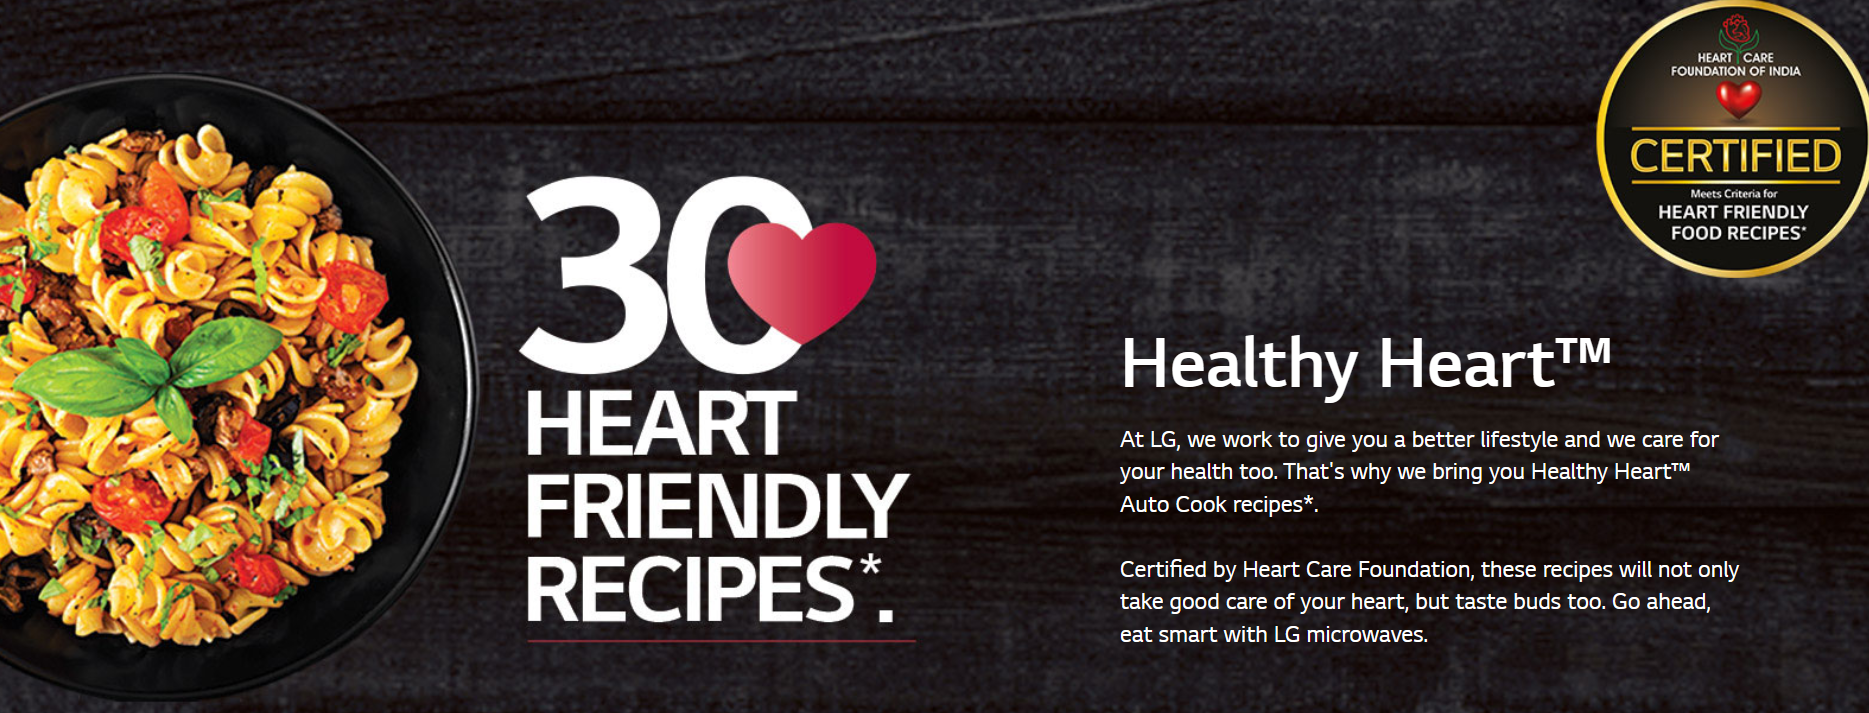 30
HEART
FRIENDLY
RECIPES*.
HEART CARE
FOUNDATION OF INDIA
CERTIFIED
Meets Criteria for
HEART FRIENDLY
FOOD RECIPES*
Healthy Heart™
At LG, we work to give you a better lifestyle and we care for
your health too. That's why we bring you Healthy Heart™
Auto Cook recipes*.
Certified by Heart Care Foundation, these recipes will not only
take good care of your heart, but taste buds too. Go ahead,
eat smart with LG microwaves.